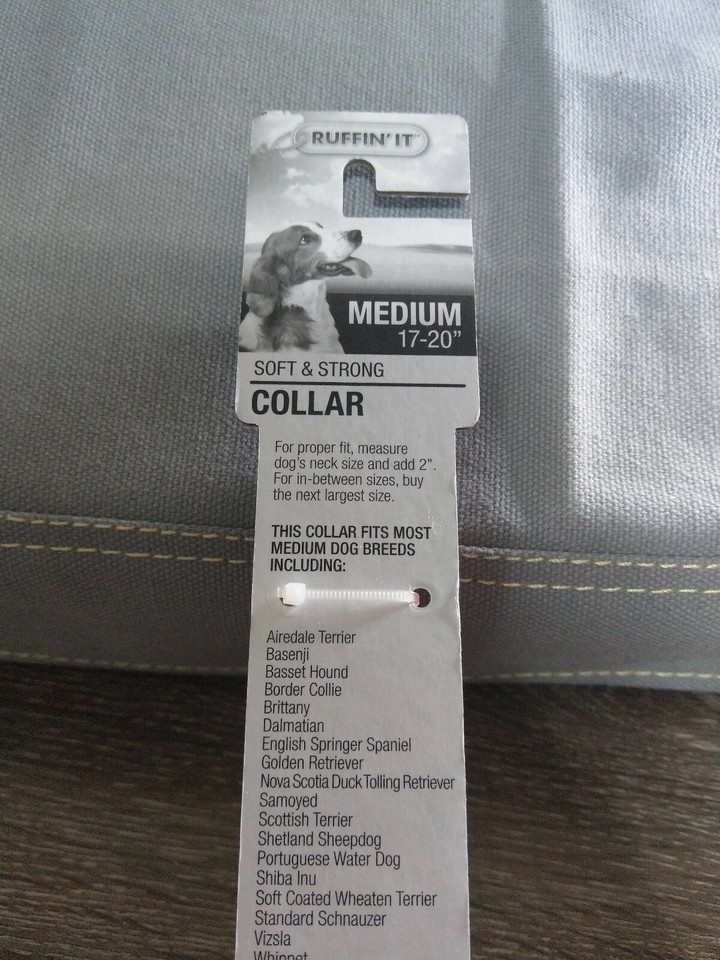 RUFFIN' IT™
MEDIUM
17-20"
SOFT & STRONG
COLLAR
For proper fit, measure
dog's neck size and add 2".
For in-between sizes, buy
the next largest size.
THIS COLLAR FITS MOST
MEDIUM DOG BREEDS
INCLUDING:
Airedale Terrier
Basenji
Basset Hound
Border Collie
Brittany
Dalmatian
English Springer Spaniel
Golden Retriever
Nova Scotia Duck Tolling Retriever
Samoyed
Scottish Terrier
Shetland Sheepdog
Portuguese Water Dog
Shiba Inu
Soft Coated Wheaten Terrier
Standard Schnauzer
Vizsla
Whippet